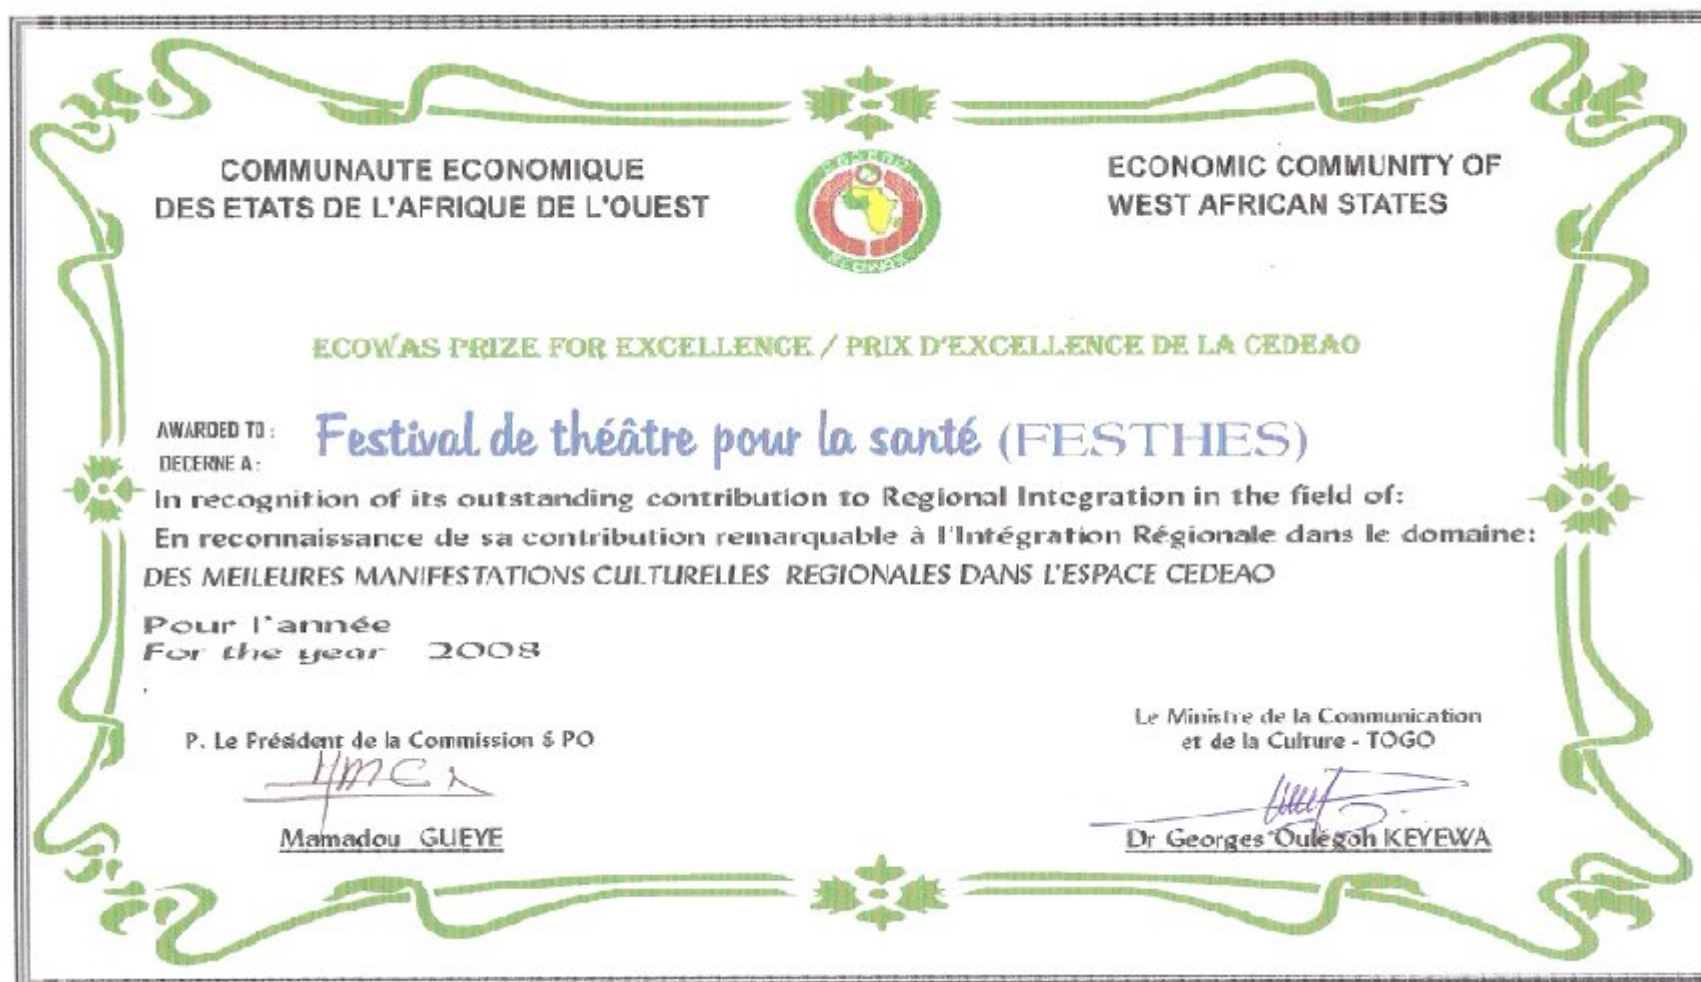 COMMUNAUTE ECONOMIQUE
DES ETATS DE L'AFRIQUE DE L'OUEST
CEDEAO
ECOWAS
ECONOMIC COMMUNITY OF
WEST AFRICAN STATES
ECOWAS PRIZE FOR EXCELLENCE / PRIX D'EXCELLENCE DE LA CEDEAO
AWARDED TO : Festival de théâtre pour la santé (FESTHES)
DECERNE A :
In recognition of its outstanding contribution to Regional Integration in the field of:
En reconnaissance de sa contribution remarquable à l'Intégration Régionale dans le domaine:
DES MEILEURES MANIFESTATIONS CULTURELLES REGIONALES DANS L'ESPACE CEDEAO
Pour l'année
For the year 2008
P. Le Président de la Commission & PO
Mamadou GUEYE
Le Ministre de la Communication
et de la Culture - TOGO
Dr Georges Oulégoh KEYEWA